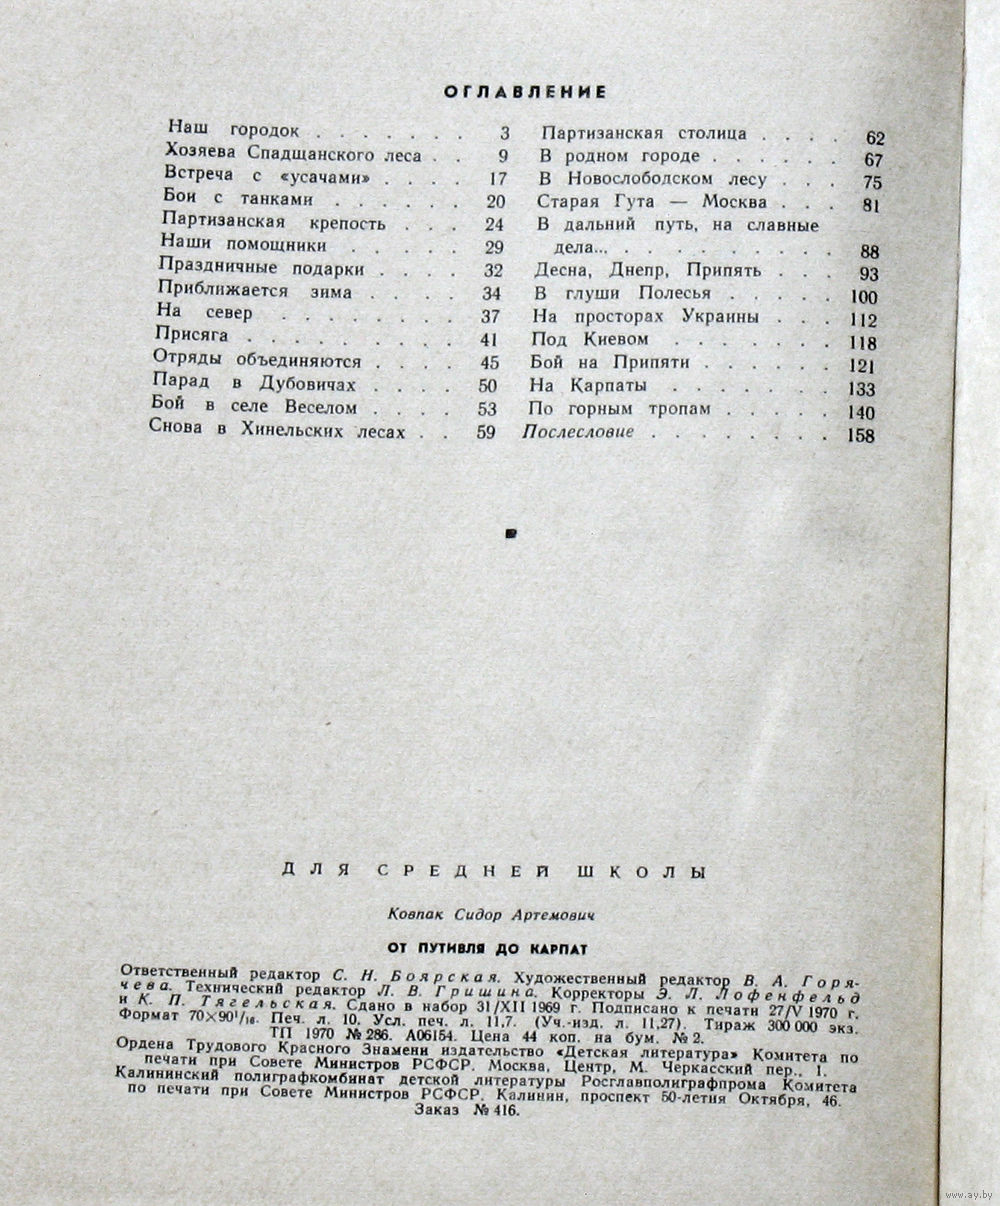 ОГЛАВЛЕНИЕ
Наш городок . . . . . . . 3
Хозяева Спадщанского леса . . 9
Встреча с «усачами» . . . . 17
Бои с танками . . . . . . 20
Партизанская крепость . . . 24
Наши помощники . . . . . 29
Праздничные подарки . . . . 32
Приближается зима . . . . 34
На север . . . . . . . . 37
Присяга . . . . . . . . . 41
Отряды объединяются . . . . 45
Парад в Дубовичах . . . . 50
Бой в селе Веселом . . . . 53
Снова в Хинельских лесах . . 59
Партизанская столица . . . . 62
В родном городе . . . . . . 67
В Новослободском лесу . . . 75
Старая Гута — Москва . . . 81
В дальний путь, на славные
дела... . . . . . . . . . 88
Десна, Днепр, Припять . . . 93
В глуши Полесья . . . . . 100
На просторах Украины . . . 112
Под Киевом . . . . . . . 118
Бой на Припяти . . . . . . 121
На Карпаты . . . . . . . 133
По горным тропам . . . . . 140
Послесловие . . . . . . . . 158
ДЛЯ СРЕДНЕЙ ШКОЛЫ
Ковпак Сидор Артемович
ОТ ПУТИВЛЯ ДО КАРПАТ
Ответственный редактор С. Н. Боярская. Художественный редактор В. А. Горя-
чева. Технический редактор Л. В. Гришина. Корректоры Э. Л. Лофенфельд
и К. П. Тягельская. Сдано в набор 31/XII 1969 г. Подписано к печати 27/V 1970 г.
Формат 70×90¹/₁₆. Печ. л. 10. Усл. печ. л. 11,7. (Уч.-изд. л. 11,27). Тираж 300 000 экз.
ТП 1970 № 286. А06154. Цена 44 коп. на бум. № 2.
Ордена Трудового Красного Знамени издательство «Детская литература» Комитета по
печати при Совете Министров РСФСР. Москва, Центр, М. Черкасский пер., 1.
Калининский полиграфкомбинат детской литературы Росглавполиграфпрома Комитета
по печати при Совете Министров РСФСР. Калинин, проспект 50-летия Октября, 46.
Заказ № 416.
www.ay.by